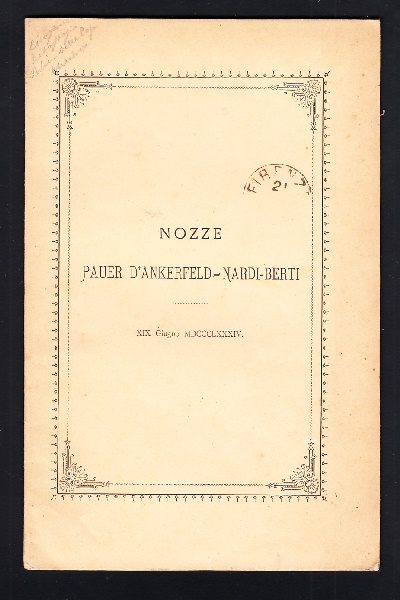 FIRENZE
21
NOZZE
PAUER D'ANKERFELD-NARDI-BERTI
XIX Giugno MDCCCLXXXIV.